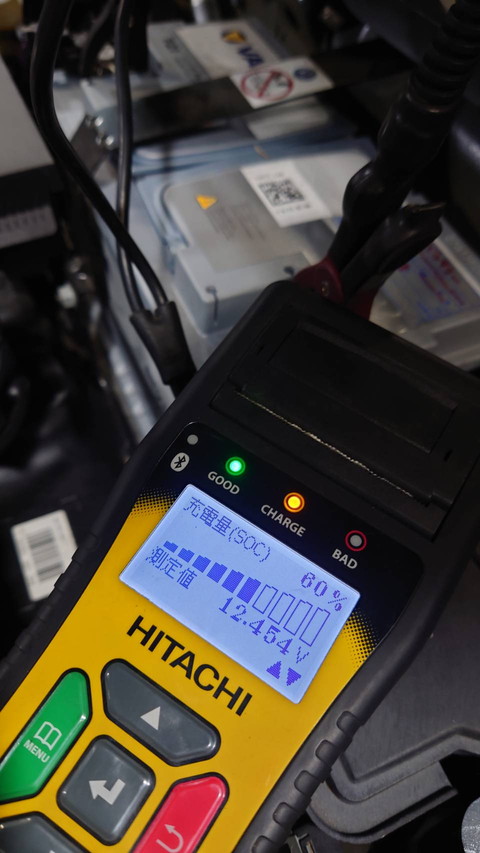 GOOD
CHARGE
BAD
充電量(SOC)
60%
測定値
12.454V
HITACHI
MENU